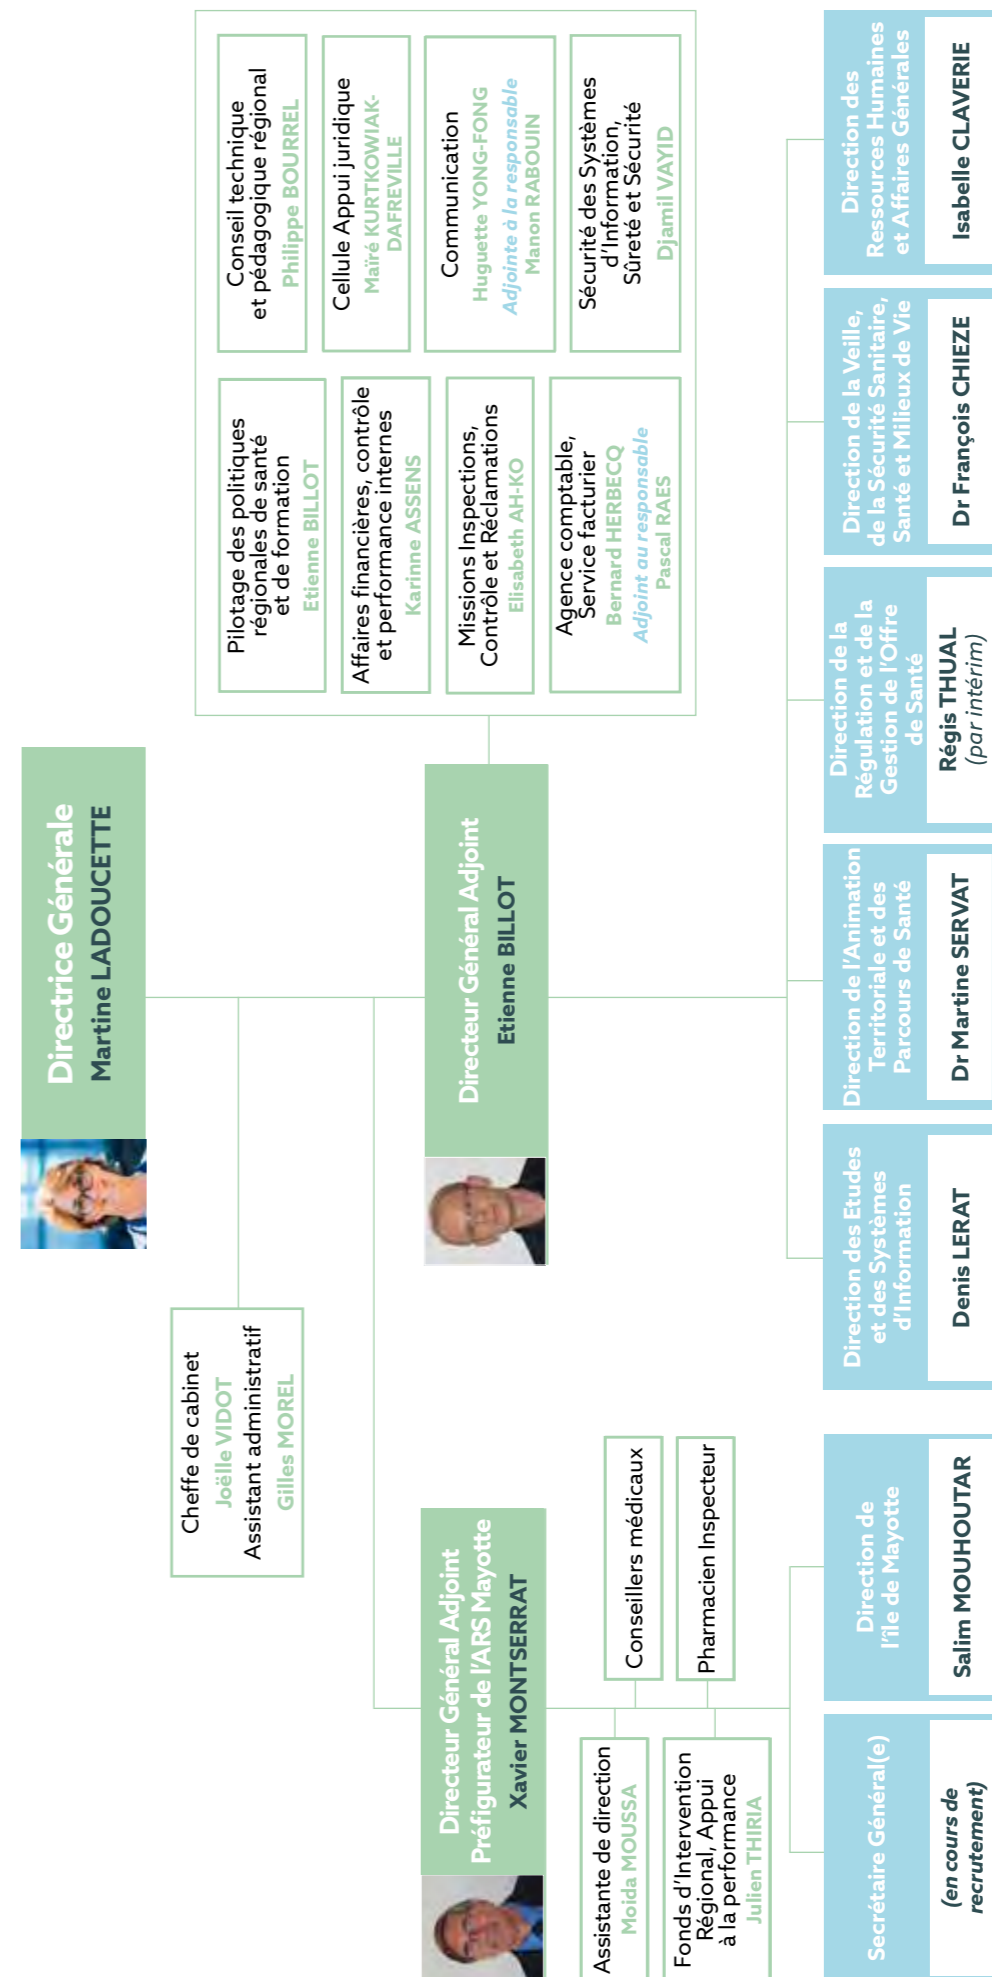 Directrice Générale
Martine LADOUCETTE
Cheffe de cabinet
Joëlle VIDOT
Assistant administratif
Gilles MOREL
Directeur Général Adjoint
Préfigurateur de l'ARS Mayotte
Xavier MONTSERRAT
Directeur Général Adjoint
Etienne BILLOT
Pilotage des politiques
régionales de santé
et de formation
Etienne BILLOT
Affaires financières, contrôle
et performance internes
Karinne ASSENS
Missions Inspections,
Contrôle et Réclamations
Elisabeth AH-KO
Agence comptable,
Service facturier
Bernard HERBECQ
Adjoint au responsable
Pascal RAES
Conseil technique
et pédagogique régional
Philippe BOURREL
Cellule Appui juridique
Maïré KURTKOWIAK-
DAFREVILLE
Communication
Huguette YONG-FONG
Adjointe à la responsable
Manon RABOUIN
Sécurité des Systèmes
d'Information,
Sûreté et Sécurité
Djamil VAYID
Assistante de direction
Moida MOUSSA
Fonds d'Intervention
Régional, Appui
à la performance
Julien THIRIA
Conseillers médicaux
Pharmacien Inspecteur
Secrétaire Général(e)
(en cours de
recrutement)
Direction de
l'île de Mayotte
Salim MOUHOUTAR
Direction des Etudes
et des Systèmes
d'Information
Denis LERAT
Direction de l'Animation
Territoriale et des
Parcours de Santé
Dr Martine SERVAT
Direction de la
Régulation et de la
Gestion de l'Offre
de Santé
Régis THUAL
(par intérim)
Direction de la Veille,
de la Sécurité Sanitaire,
Santé et Milieux de Vie
Dr François CHIEZE
Direction des
Ressources Humaines
et Affaires Générales
Isabelle CLAVERIE